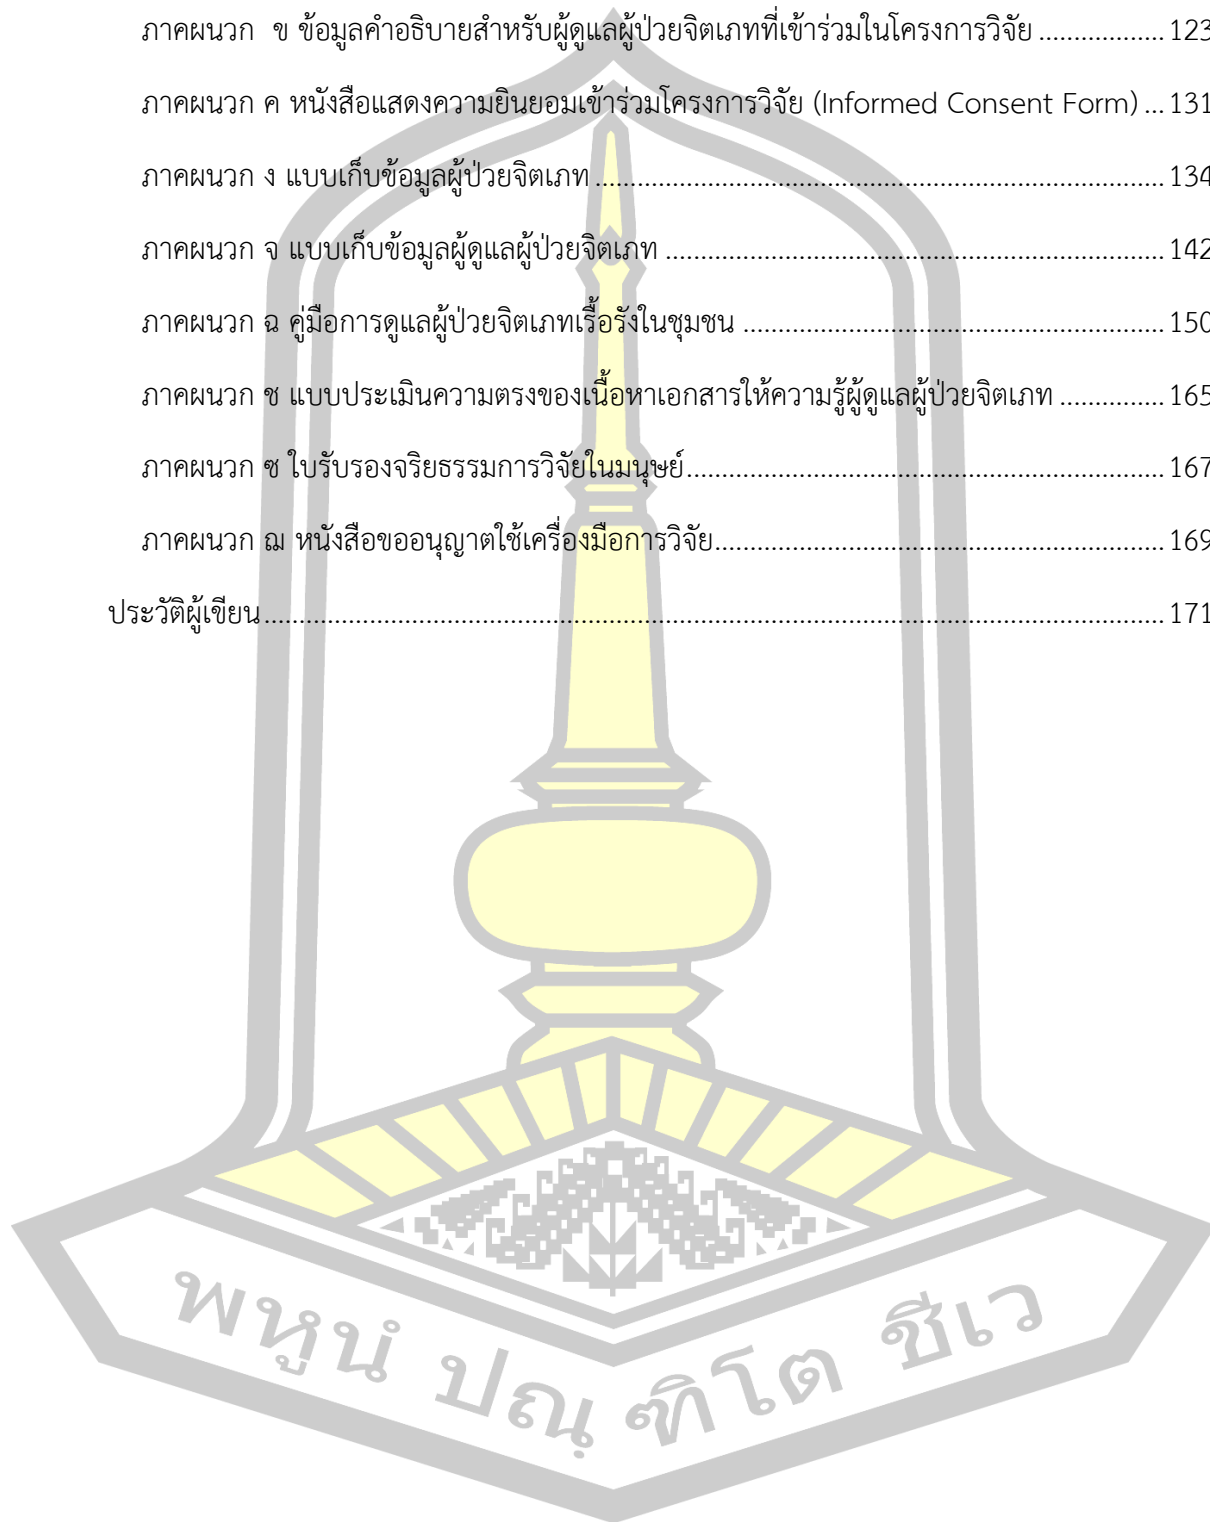 ภาคผนวก  ข ข้อมูลคำอธิบายสำหรับผู้ดูแลผู้ป่วยจิตเภทที่เข้าร่วมในโครงการวิจัย .................. 123
ภาคผนวก ค หนังสือแสดงความยินยอมเข้าร่วมโครงการวิจัย (Informed Consent Form) ... 131
ภาคผนวก ง แบบเก็บข้อมูลผู้ป่วยจิตเภท .................. 134
ภาคผนวก จ แบบเก็บข้อมูลผู้ดูแลผู้ป่วยจิตเภท .................. 142
ภาคผนวก ฉ คู่มือการดูแลผู้ป่วยจิตเภทเรื้อรังในชุมชน .................. 150
ภาคผนวก ช แบบประเมินความตรงของเนื้อหาเอกสารให้ความรู้ผู้ดูแลผู้ป่วยจิตเภท ............... 165
ภาคผนวก ซ ใบรับรองจริยธรรมการวิจัยในมนุษย์.................. 167
ภาคผนวก ฌ หนังสือขออนุญาตใช้เครื่องมือการวิจัย.................. 169
ประวัติผู้เขียน.................. 171
พหูนํ ปณฺ ฑิโต ชีเว